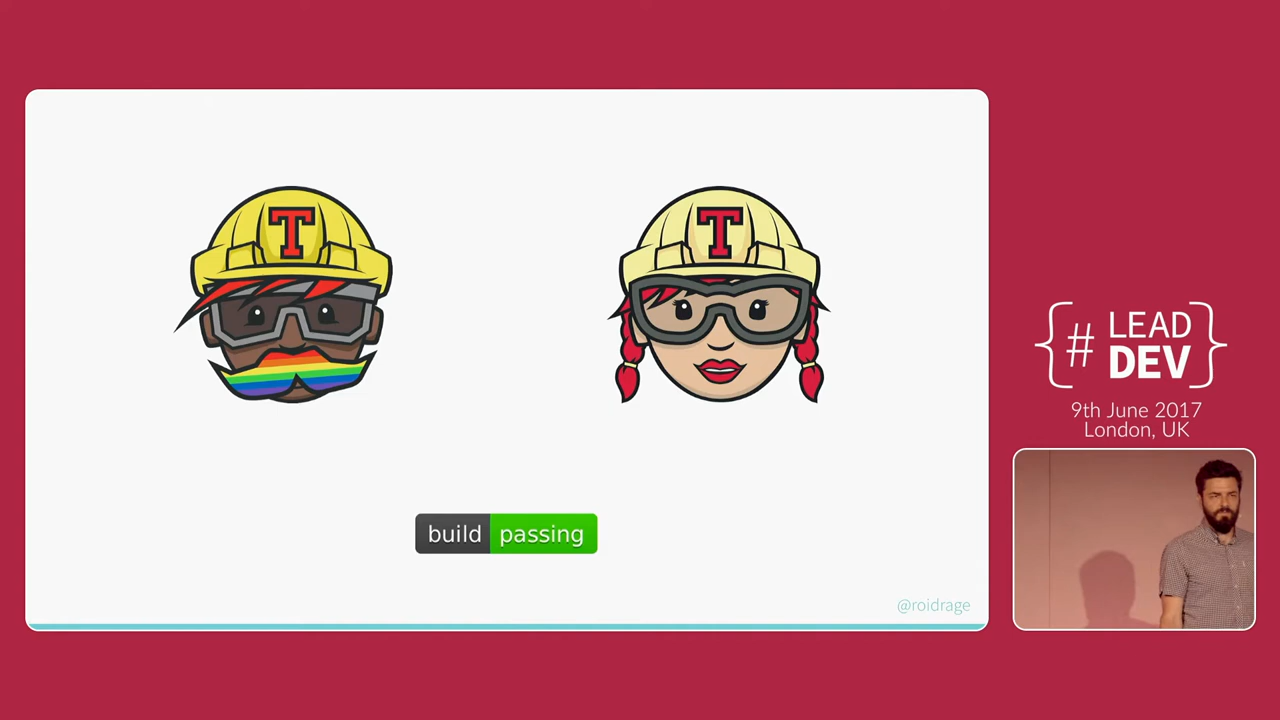 T
T
build passing
@roidrage
{# LEAD
DEV}
9th June 2017
London, UK